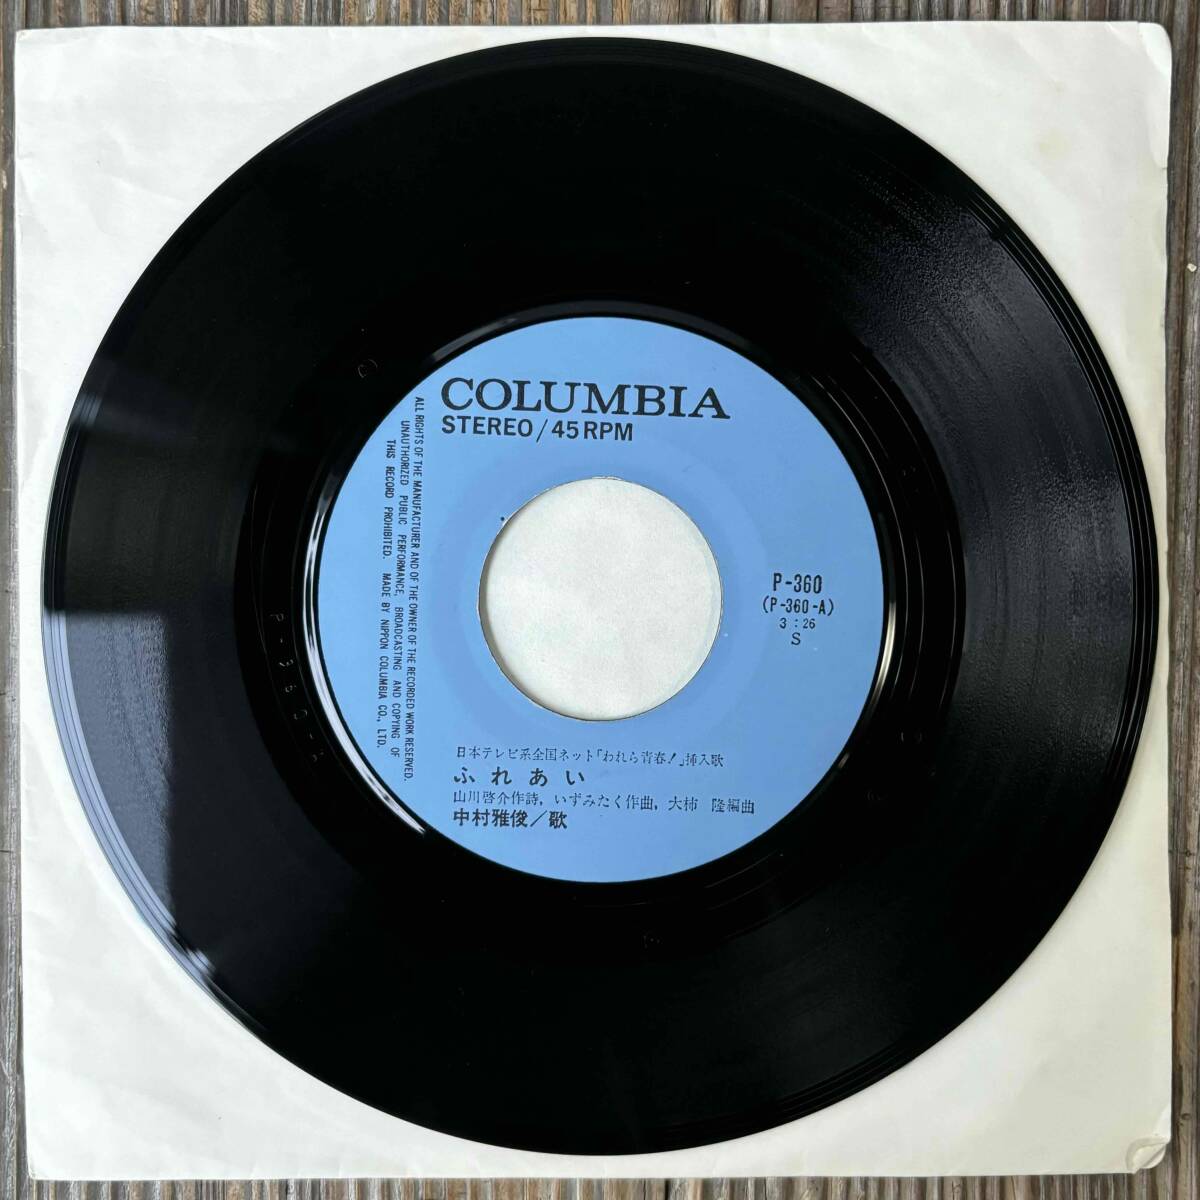 COLUMBIA
STEREO/45RPM
ALL RIGHTS OF THE MANUFACTURER AND OF THE OWNER OF THE RECORDED WORK RESERVED.
UNAUTHORIZED PUBLIC PERFORMANCE, BROADCASTING AND COPYING OF
THIS RECORD PROHIBITED. MADE BY NIPPON COLUMBIA CO., LTD.
P-360
(P-360-A)
3:26
S
日本テレビ系全国ネット「われら青春!」挿入歌
ふれあい
山川啓介作詩, いずみたく作曲, 大柿 隆編曲
中村雅俊/歌
P-360-A